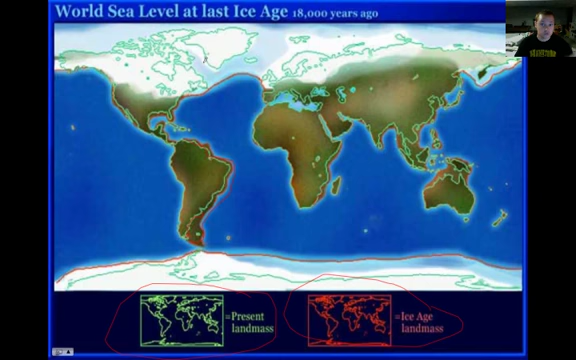 World Sea Level at last Ice Age 18,000 years ago
=Present
landmass
=Ice Age
landmass